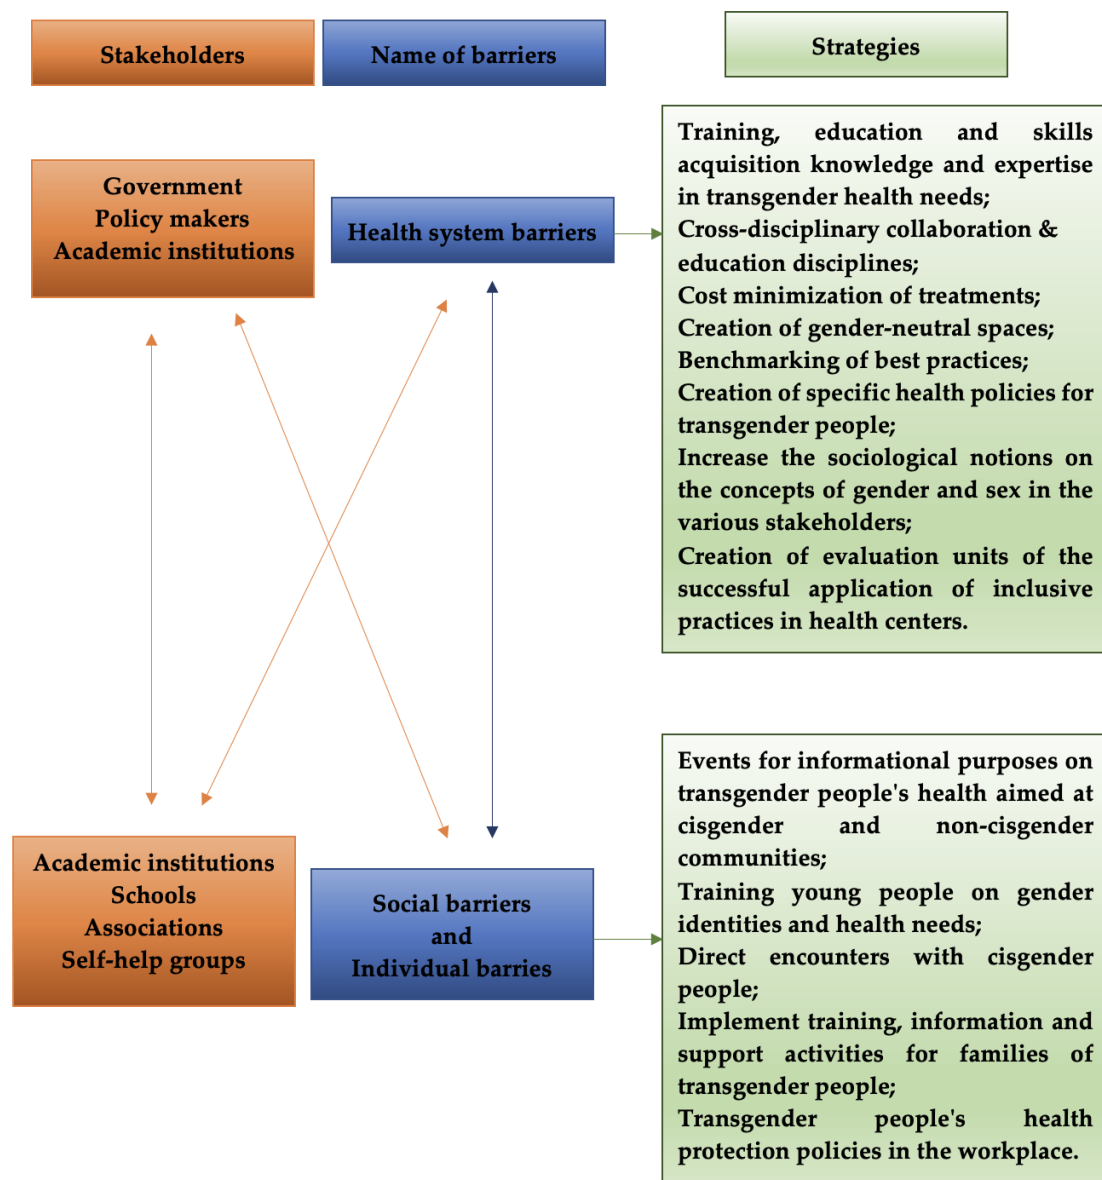 Stakeholders
Name of barriers
Strategies
Government
Policy makers
Academic institutions
Health system barriers
Training, education and skills
acquisition knowledge and expertise
in transgender health needs;
Cross-disciplinary collaboration &
education disciplines;
Cost minimization of treatments;
Creation of gender-neutral spaces;
Benchmarking of best practices;
Creation of specific health policies for
transgender people;
Increase the sociological notions on
the concepts of gender and sex in the
various stakeholders;
Creation of evaluation units of the
successful application of inclusive
practices in health centers.
Academic institutions
Schools
Associations
Self-help groups
Social barriers
and
Individual barries
Events for informational purposes on
transgender people's health aimed at
cisgender and non-cisgender
communities;
Training young people on gender
identities and health needs;
Direct encounters with cisgender
people;
Implement training, information and
support activities for families of
transgender people;
Transgender people's health
protection policies in the workplace.